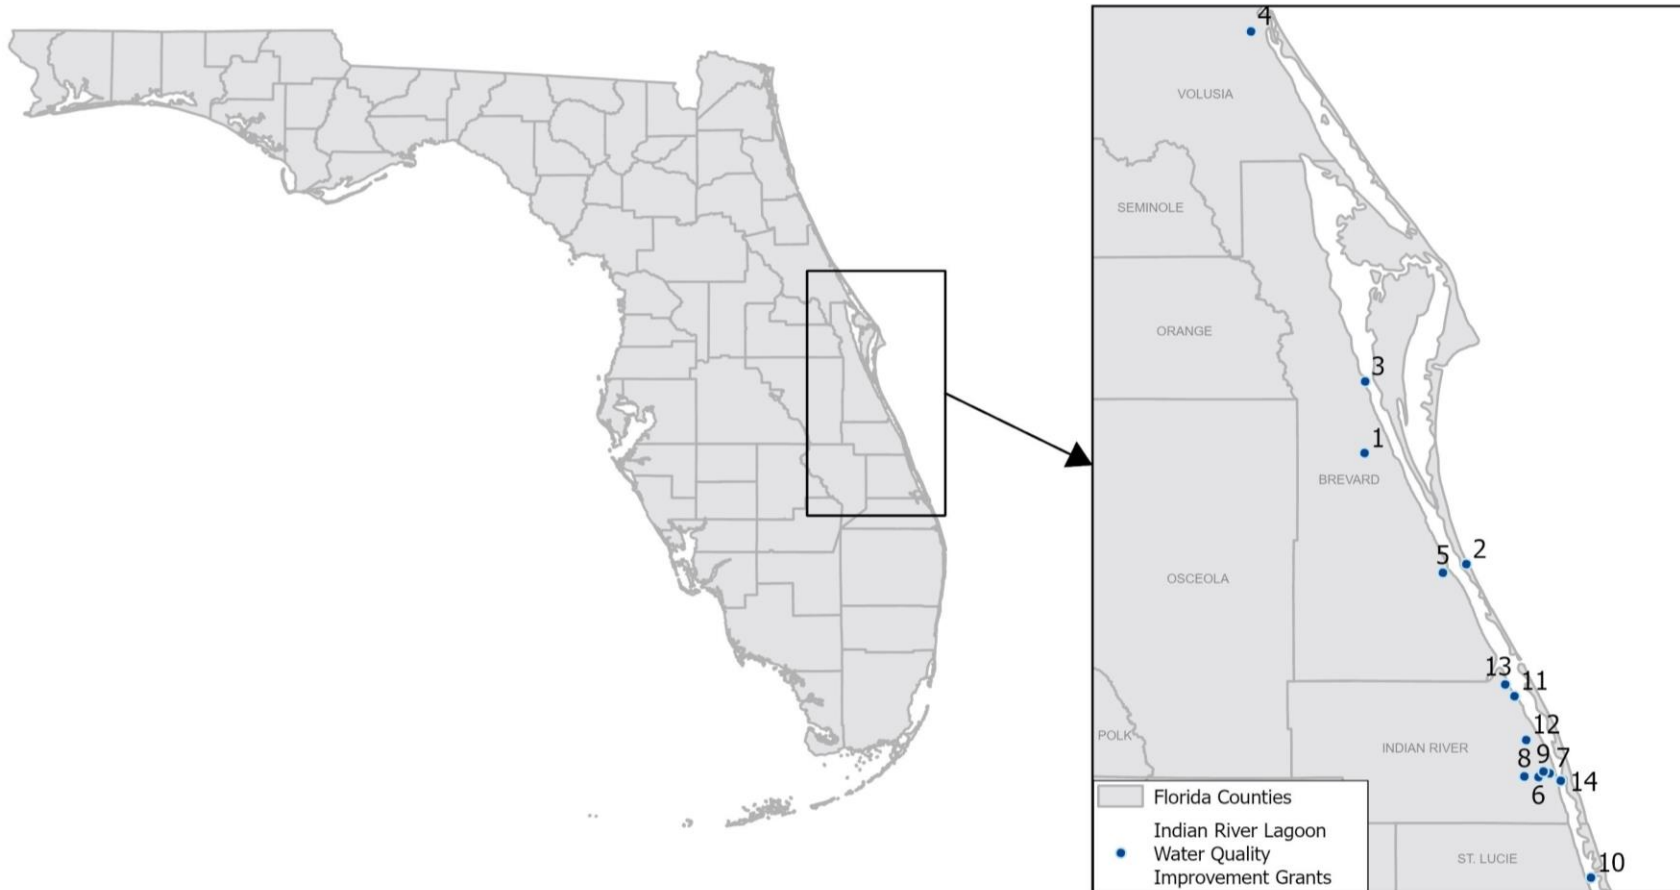 4
VOLUSIA
SEMINOLE
ORANGE
3
1
BREVARD
5
2
OSCEOLA
13
11
12
POLK
INDIAN RIVER
8
9
7
6
14
Florida Counties
Indian River Lagoon
Water Quality
Improvement Grants
ST. LUCIE
10